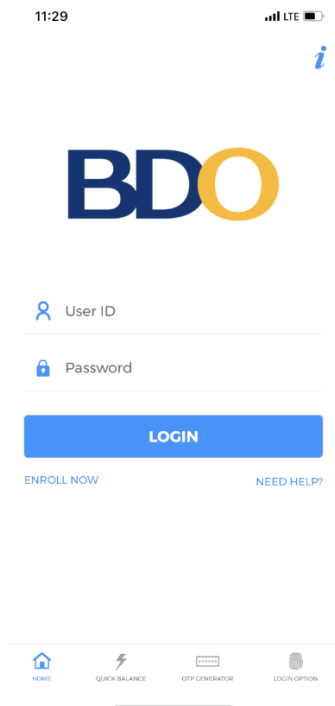 11:29 LTE
i
BDO
User ID
Password
LOGIN
ENROLL NOW NEED HELP?
HOME QUICK BALANCE OTP GENERATOR LOGIN OPTION